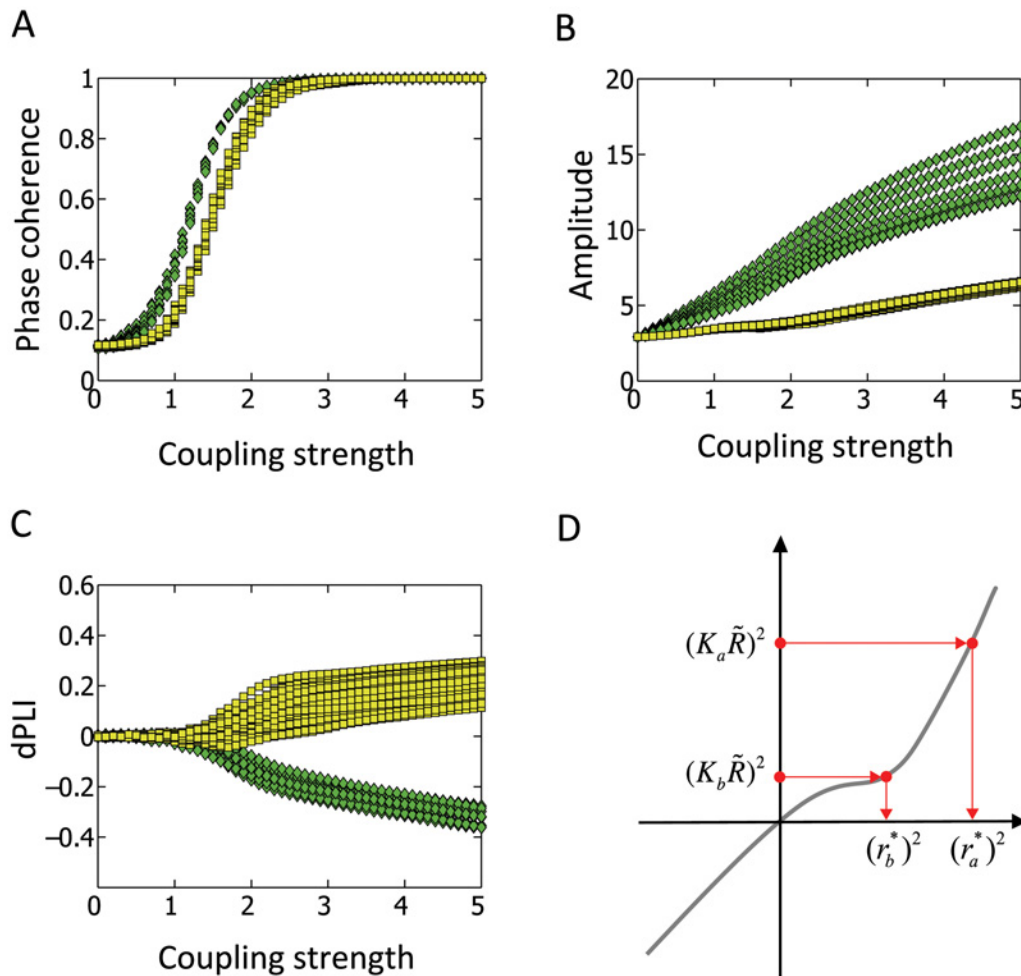 A
Phase coherence
1
0.8
0.6
0.4
0.2
0
0 1 2 3 4 5
Coupling strength
B
Amplitude
20
15
10
5
0
0 1 2 3 4 5
Coupling strength
C
dPLI
0.6
0.4
0.2
0
−0.2
−0.4
0 1 2 3 4 5
Coupling strength
D
(K_a R̃)²
(K_b R̃)²
(r_b^*)² (r_a^*)²